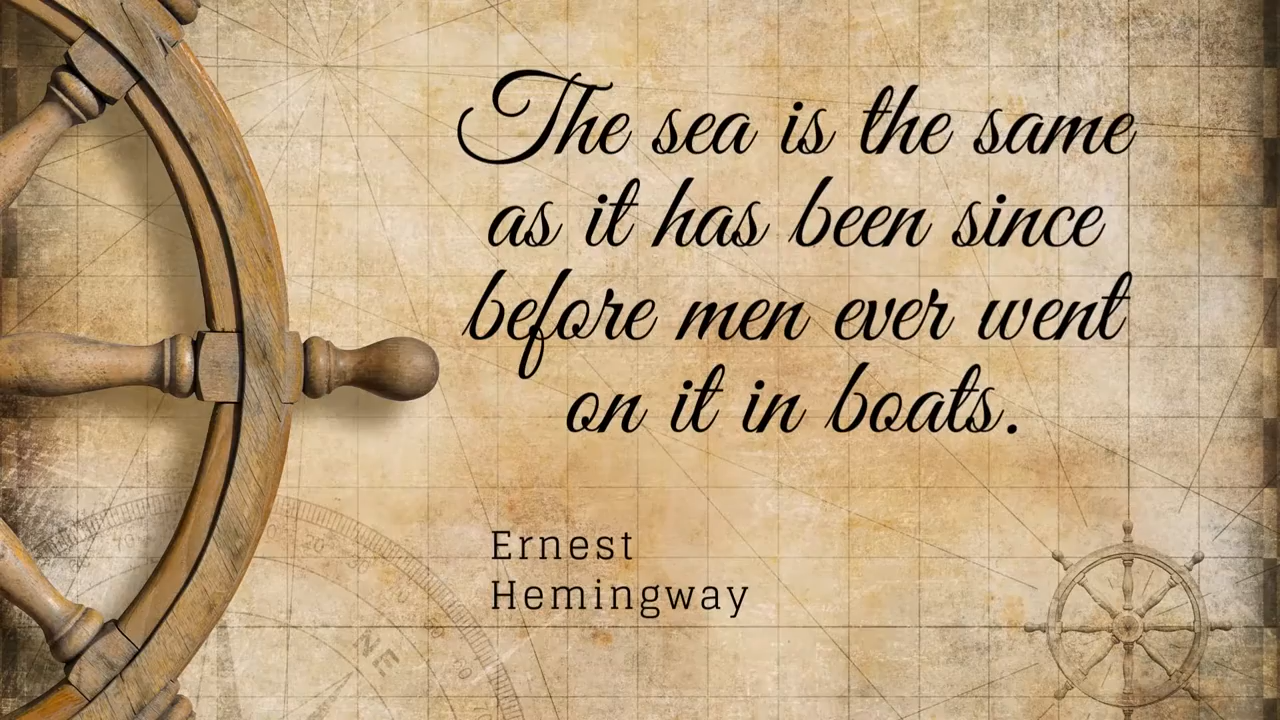 The sea is the same
as it has been since
before men ever went
on it in boats.
Ernest
Hemingway
NE